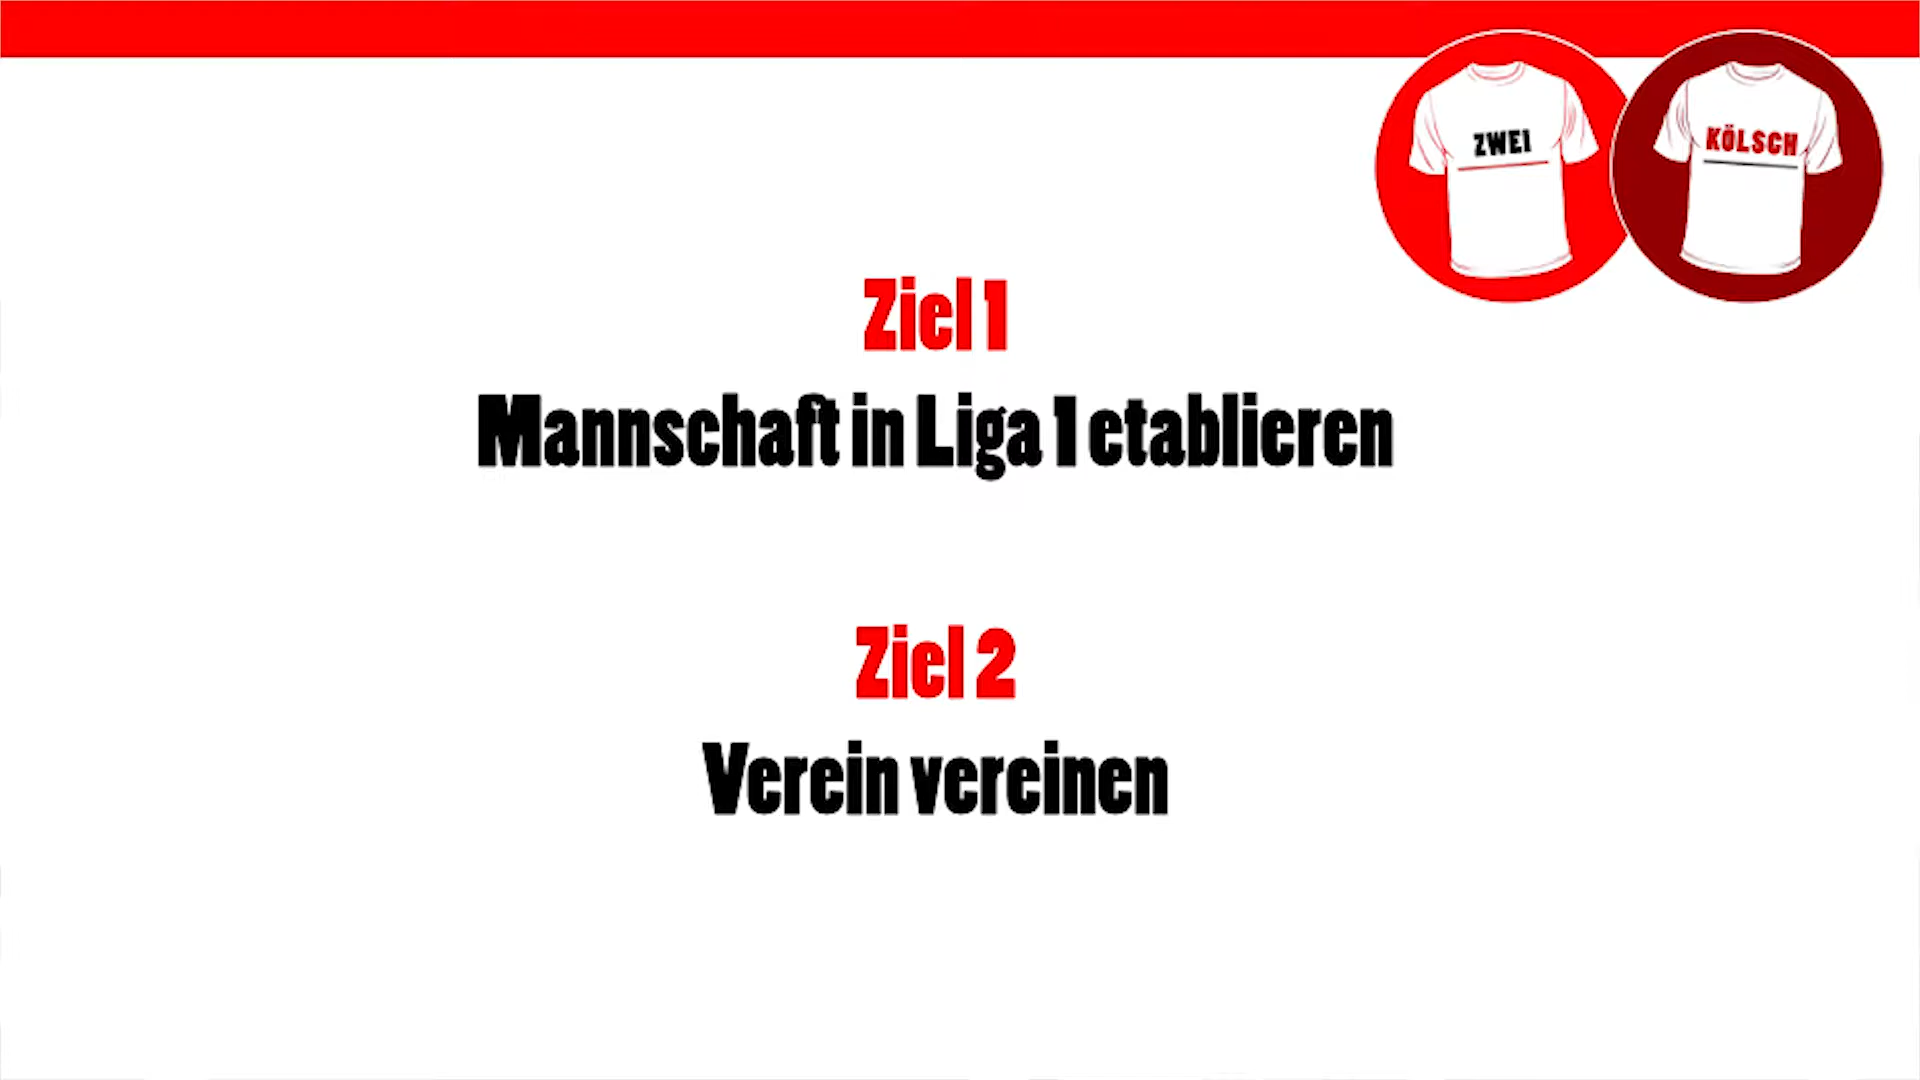 ZWEI
KÖLSCH
Ziel 1
Mannschaft in Liga 1 etablieren
Ziel 2
Verein vereinen